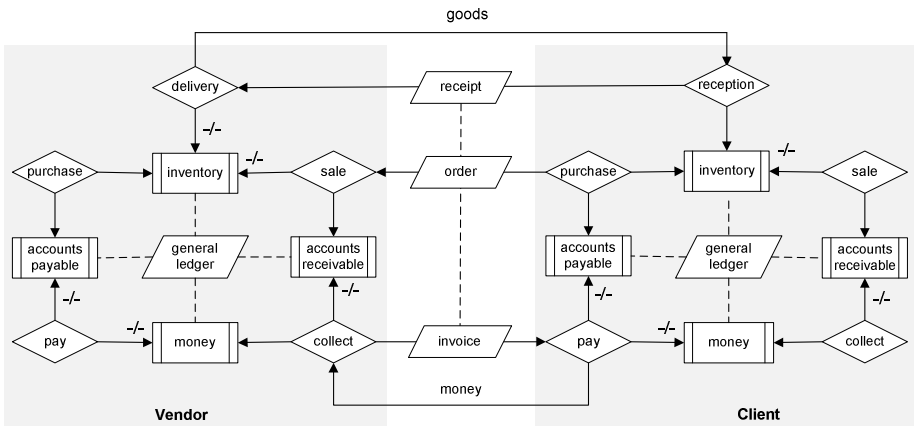 goods
delivery
receipt
reception
–/–
–/–
–/–
purchase
inventory
sale
order
purchase
inventory
sale
accounts
payable
general
ledger
accounts
receivable
accounts
payable
general
ledger
accounts
receivable
–/–
–/–
–/–
–/–
–/–
–/–
pay
money
collect
invoice
pay
money
collect
money
Vendor
Client